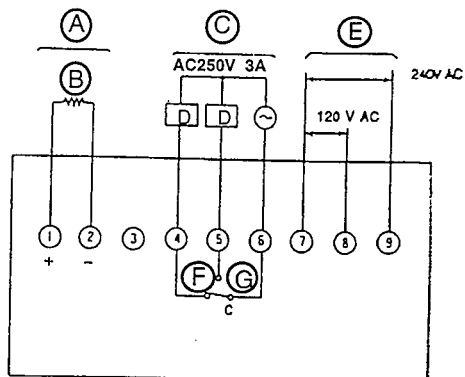 A C E
B AC250V 3A 240V AC
D D 120 V AC
1 2 3 4 5 6 7 8 9
+ -
F G
C